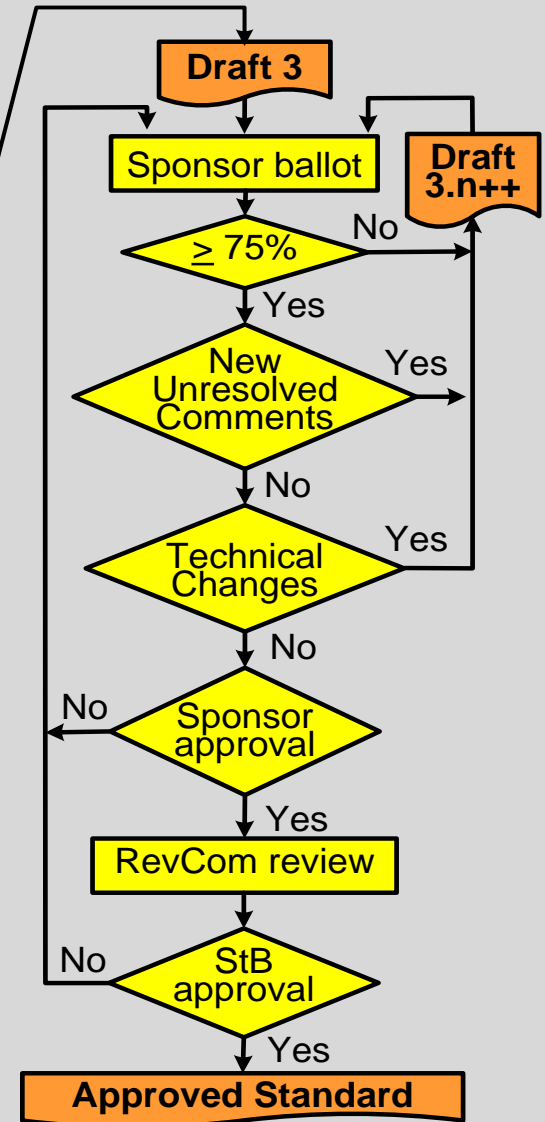 Draft 3
Sponsor ballot
Draft
3.n++
≥ 75%
No
Yes
New
Unresolved
Comments
Yes
No
Technical
Changes
Yes
No
Sponsor
approval
No
Yes
RevCom review
StB
approval
No
Yes
Approved Standard